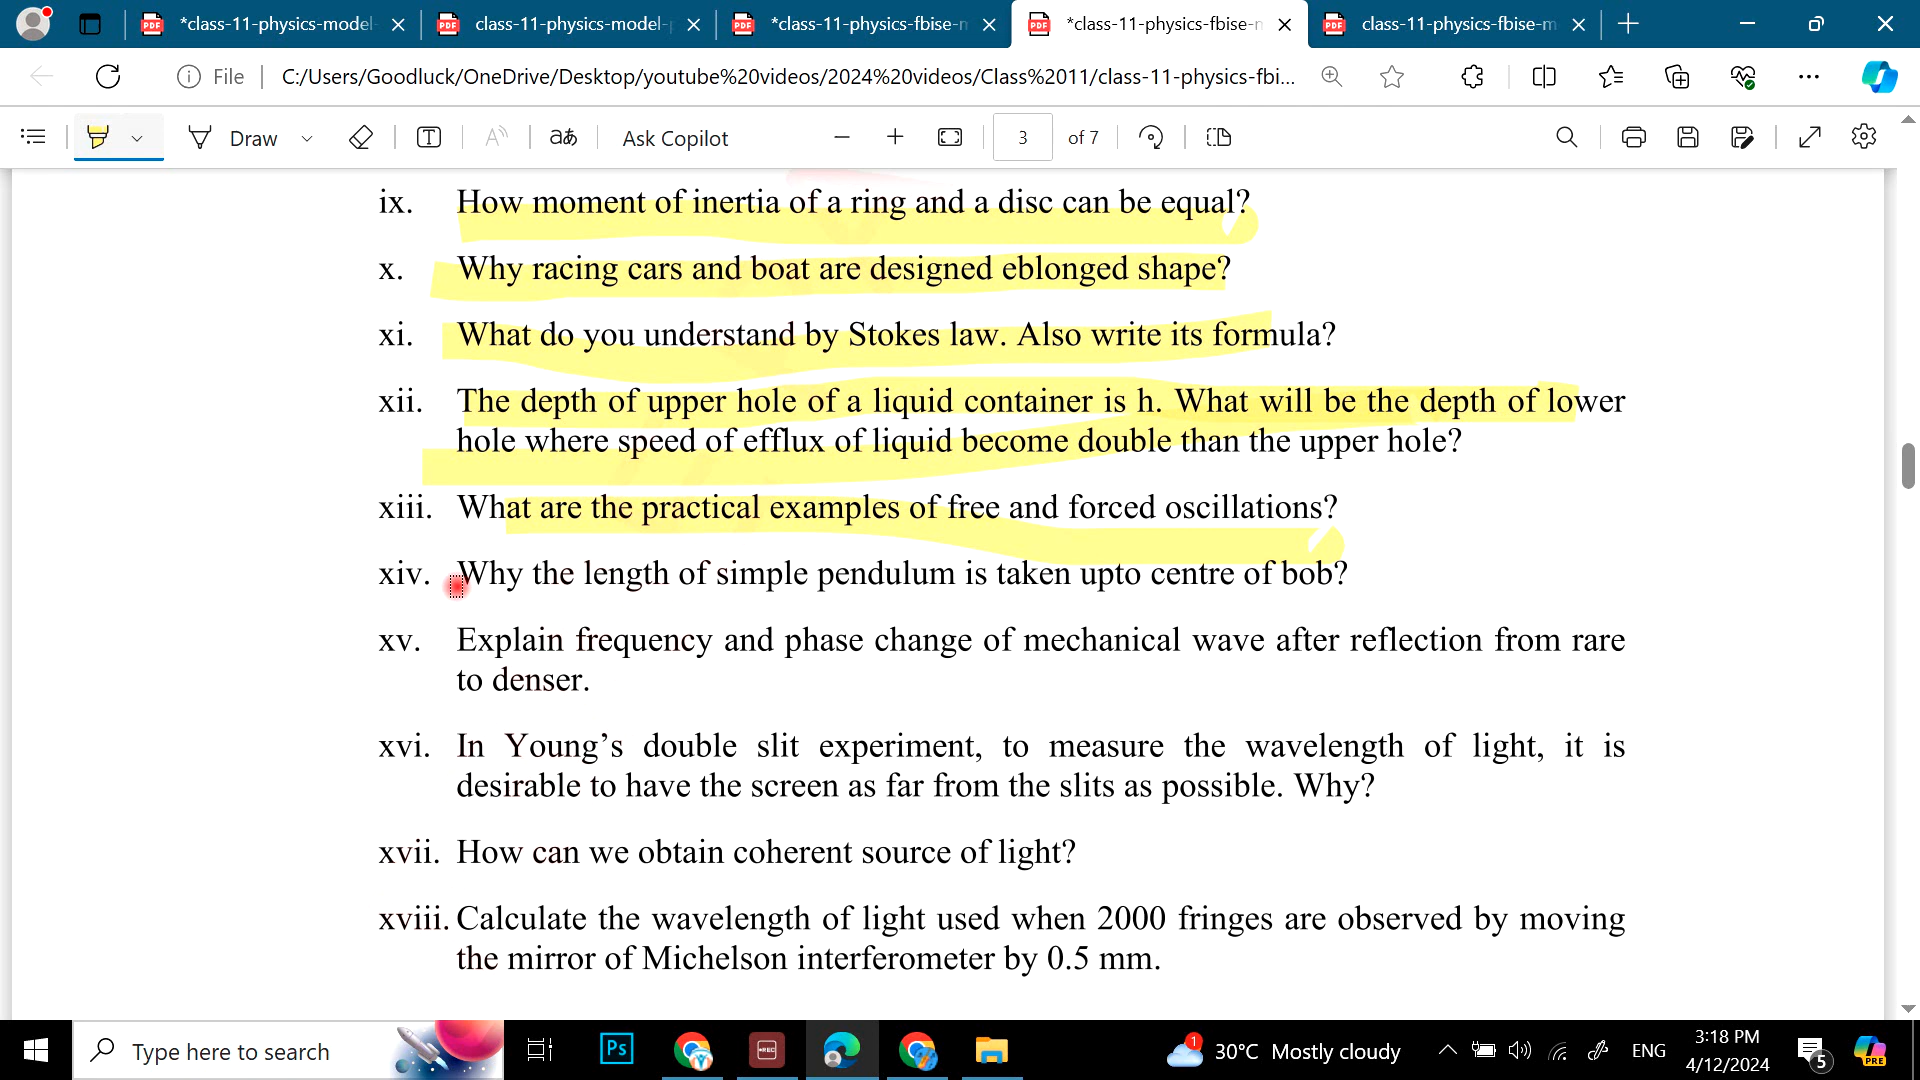 *class-11-physics-model-
class-11-physics-model-p
*class-11-physics-fbise-m
*class-11-physics-fbise-m
class-11-physics-fbise-m
File
C:/Users/Goodluck/OneDrive/Desktop/youtube%20videos/2024%20videos/Class%2011/class-11-physics-fbi...
Draw
aあ
Ask Copilot
3 of 7
ix. How moment of inertia of a ring and a disc can be equal?
x. Why racing cars and boat are designed eblonged shape?
xi. What do you understand by Stokes law. Also write its formula?
xii. The depth of upper hole of a liquid container is h. What will be the depth of lower
hole where speed of efflux of liquid become double than the upper hole?
xiii. What are the practical examples of free and forced oscillations?
xiv. Why the length of simple pendulum is taken upto centre of bob?
xv. Explain frequency and phase change of mechanical wave after reflection from rare
to denser.
xvi. In Young’s double slit experiment, to measure the wavelength of light, it is
desirable to have the screen as far from the slits as possible. Why?
xvii. How can we obtain coherent source of light?
xviii. Calculate the wavelength of light used when 2000 fringes are observed by moving
the mirror of Michelson interferometer by 0.5 mm.
Type here to search
Ps
REC
1
30°C Mostly cloudy
ENG
3:18 PM
4/12/2024
5
PRE